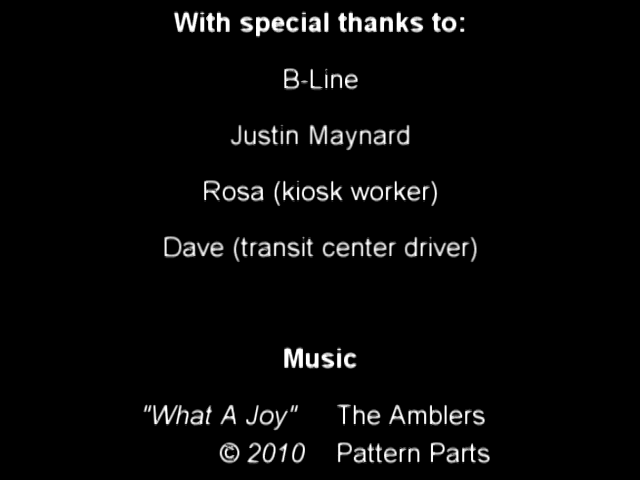 With special thanks to:
B-Line
Justin Maynard
Rosa (kiosk worker)
Dave (transit center driver)
Music
"What A Joy" The Amblers
© 2010 Pattern Parts